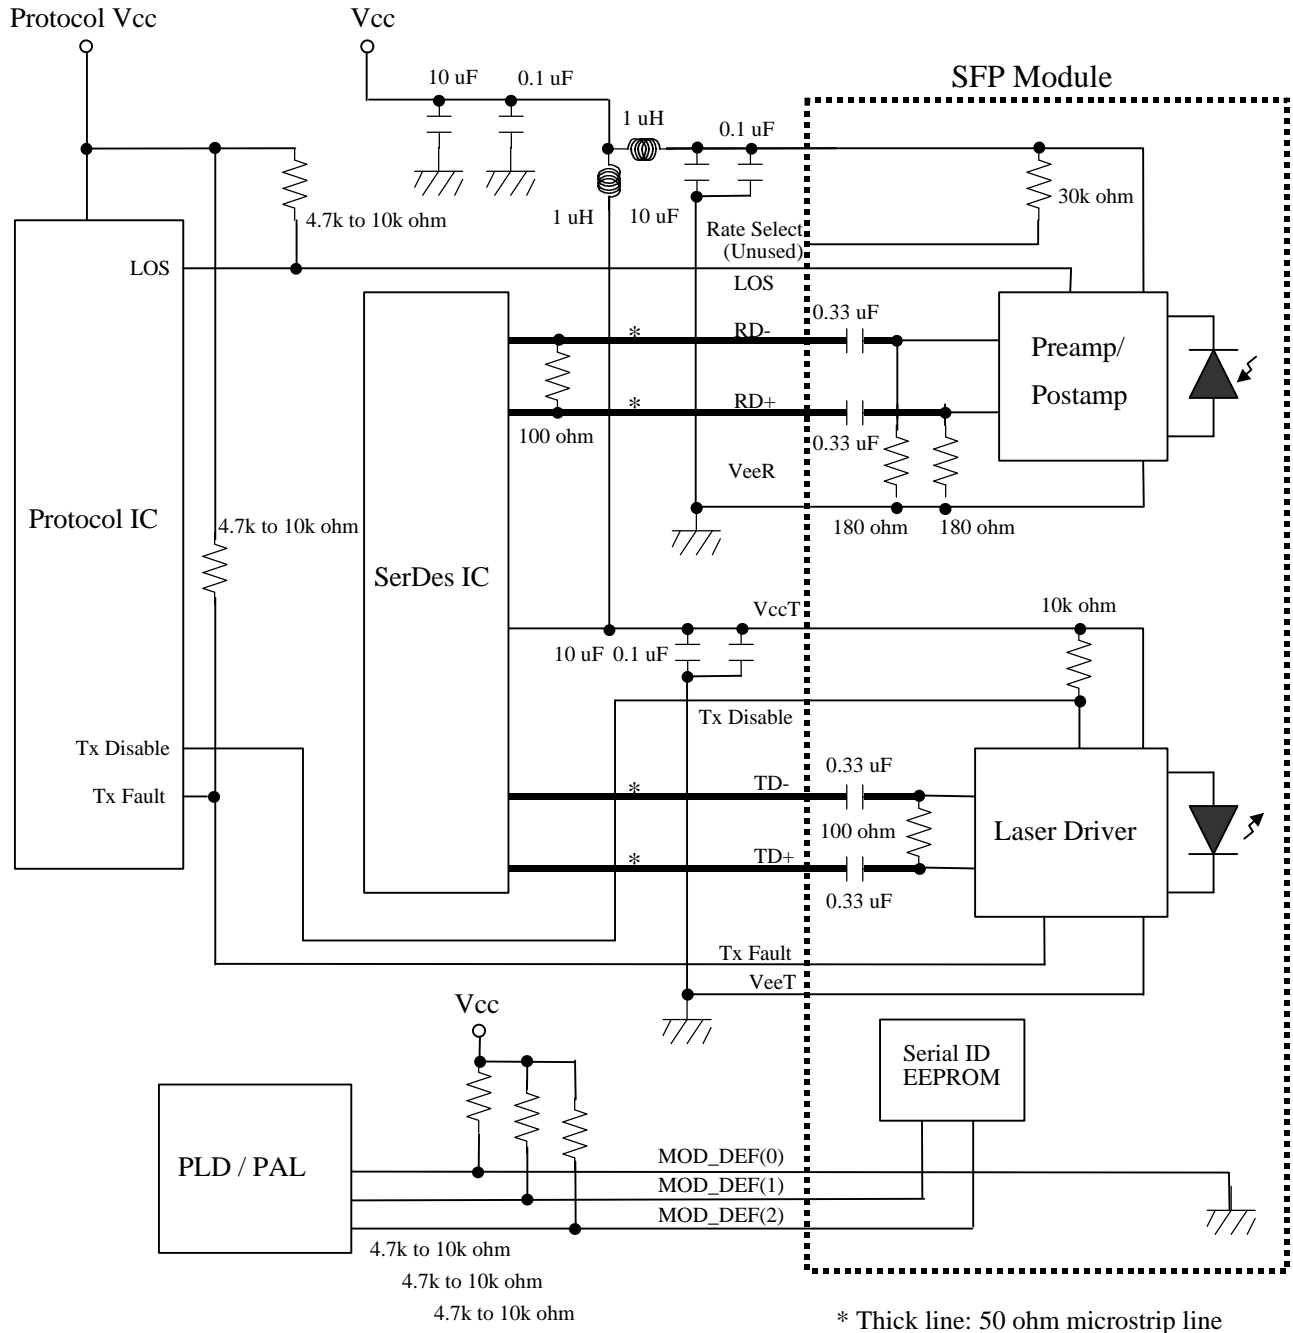 Protocol Vcc
Vcc
10 uF
0.1 uF
SFP Module
1 uH
0.1 uF
4.7k to 10k ohm
1 uH
10 uF
30k ohm
Rate Select
(Unused)
LOS
LOS
0.33 uF
RD-
Preamp/
Postamp
RD+
100 ohm
0.33 uF
VeeR
Protocol IC
4.7k to 10k ohm
180 ohm
180 ohm
SerDes IC
VccT
10k ohm
10 uF
0.1 uF
Tx Disable
Tx Disable
0.33 uF
Tx Fault
TD-
100 ohm
Laser Driver
TD+
0.33 uF
Tx Fault
VeeT
Vcc
Serial ID
EEPROM
PLD / PAL
MOD_DEF(0)
MOD_DEF(1)
MOD_DEF(2)
4.7k to 10k ohm
4.7k to 10k ohm
4.7k to 10k ohm
*
*
*
*
* Thick line: 50 ohm microstrip line